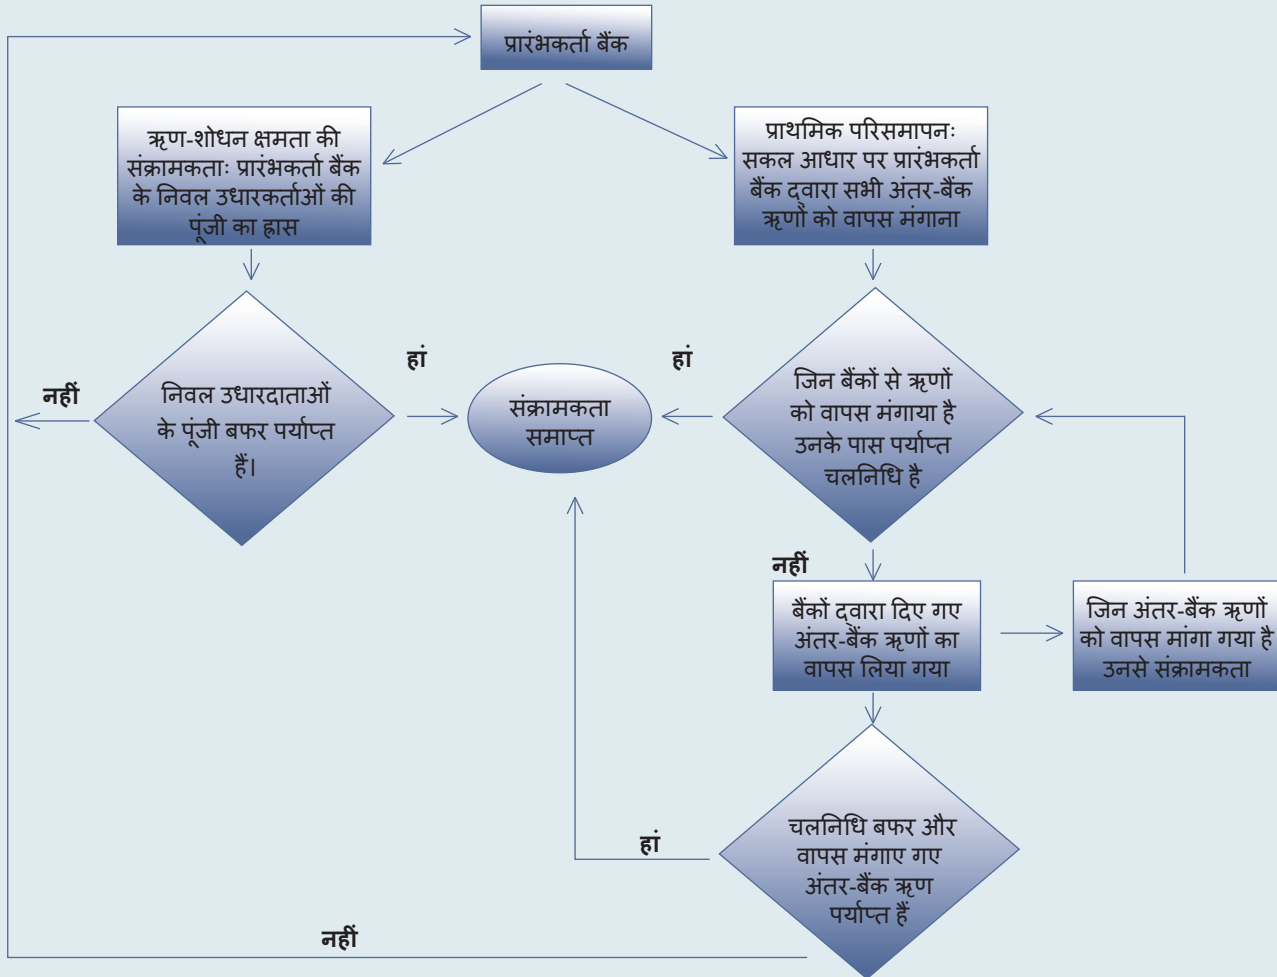 प्रारंभकर्ता बैंक
ऋण-शोधन क्षमता की
संक्रामकताः प्रारंभकर्ता बैंक
के निवल उधारकर्ताओं की
पूंजी का ह्रास
प्राथमिक परिसमापनः
सकल आधार पर प्रारंभकर्ता
बैंक द्वारा सभी अंतर-बैंक
ऋणों को वापस मंगाना
नहीं
निवल उधारदाताओं
के पूंजी बफर पर्याप्त
हैं।
हां
संक्रामकता
समाप्त
हां
जिन बैंकों से ऋणों
को वापस मंगाया है
उनके पास पर्याप्त
चलनिधि है
नहीं
बैंकों द्वारा दिए गए
अंतर-बैंक ऋणों का
वापस लिया गया
जिन अंतर-बैंक ऋणों
को वापस मांगा गया है
उनसे संक्रामकता
हां
चलनिधि बफर और
वापस मंगाए गए
अंतर-बैंक ऋण
पर्याप्त हैं
नहीं